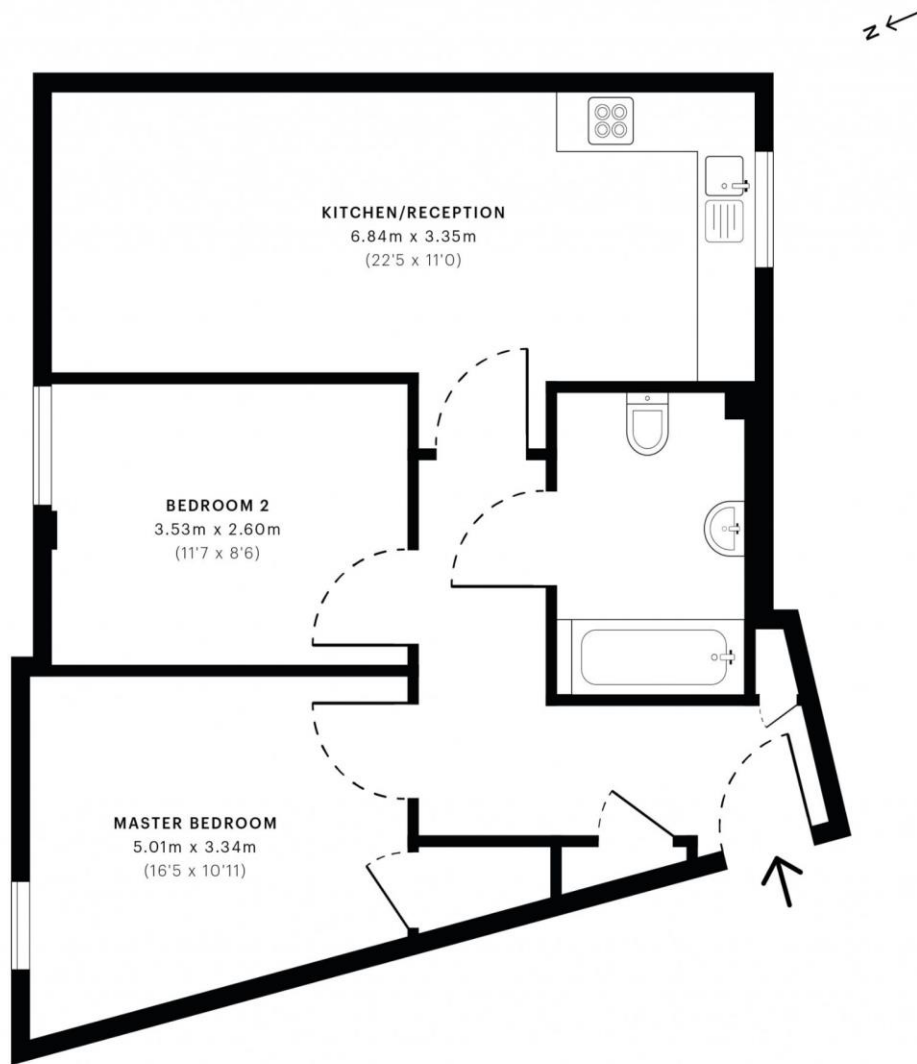 N
KITCHEN/RECEPTION
6.84m x 3.35m
(22'5 x 11'0)
BEDROOM 2
3.53m x 2.60m
(11'7 x 8'6)
MASTER BEDROOM
5.01m x 3.34m
(16'5 x 10'11)